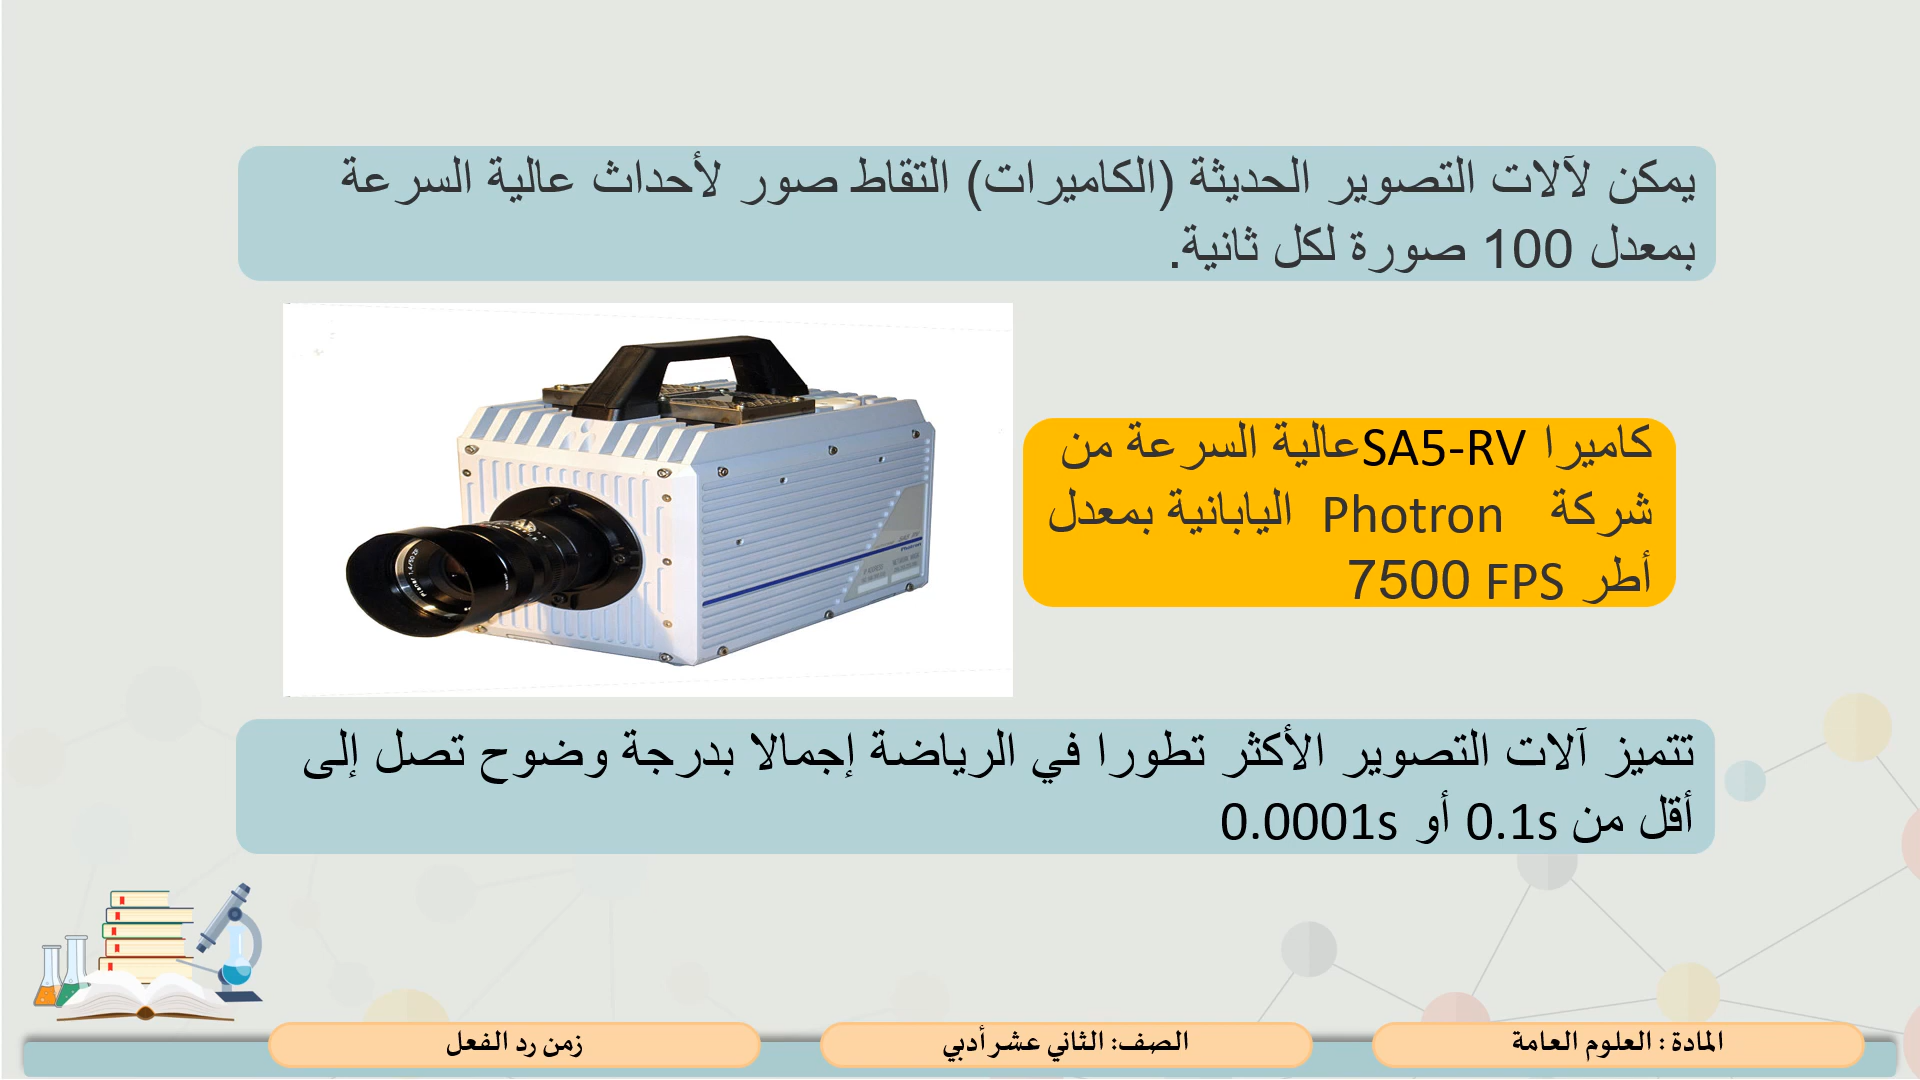 يمكن لآلات التصوير الحديثة (الكاميرات) التقاط صور لأحداث عالية السرعة
بمعدل 100 صورة لكل ثانية.
كاميرا SA5-RVعالية السرعة من
شركة Photron اليابانية بمعدل
أطر 7500 FPS
تتميز آلات التصوير الأكثر تطورا في الرياضة إجمالا بدرجة وضوح تصل إلى
أقل من 0.1s أو 0.0001s
المادة : العلوم العامة
الصف: الثاني عشر أدبي
زمن رد الفعل